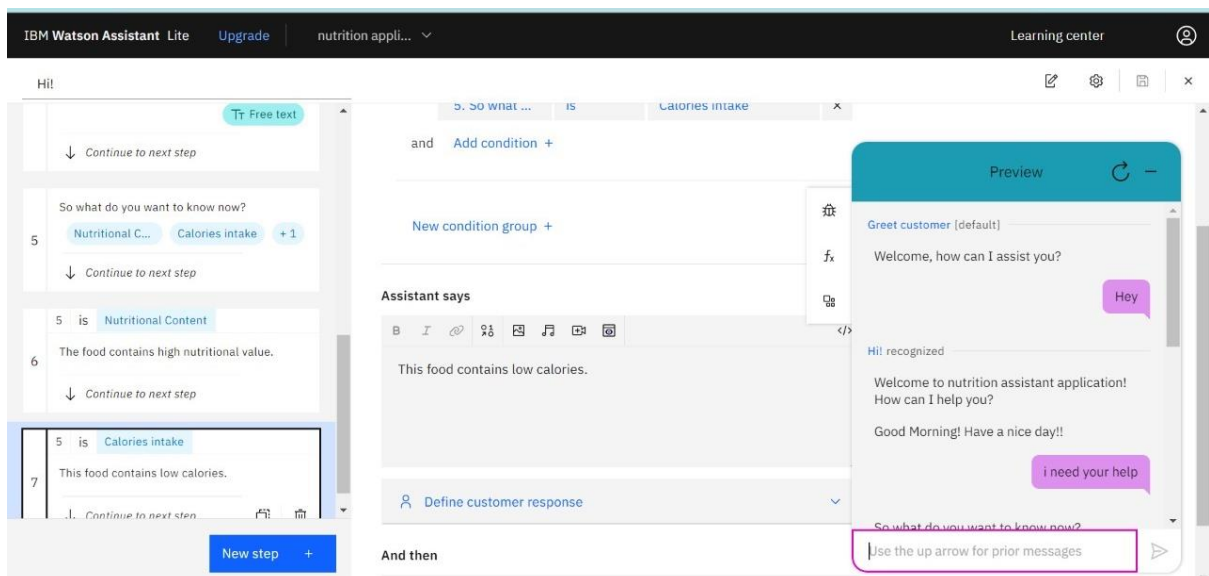 IBM Watson Assistant Lite Upgrade nutrition appli... Learning center
Hi!
Free text
Continue to next step
So what do you want to know now?
5 Nutritional C... Calories intake + 1
Continue to next step
5 is Nutritional Content
6 The food contains high nutritional value.
Continue to next step
5 is Calories intake
7 This food contains low calories.
Continue to next step
New step +
5. So what ... is Calories intake ×
and Add condition +
New condition group +
Assistant says
B I </>
This food contains low calories.
Define customer response
And then
Preview
Greet customer [default]
Welcome, how can I assist you?
Hey
Hi! recognized
Welcome to nutrition assistant application!
How can I help you?
Good Morning! Have a nice day!!
i need your help
So what do you want to know now?
Use the up arrow for prior messages